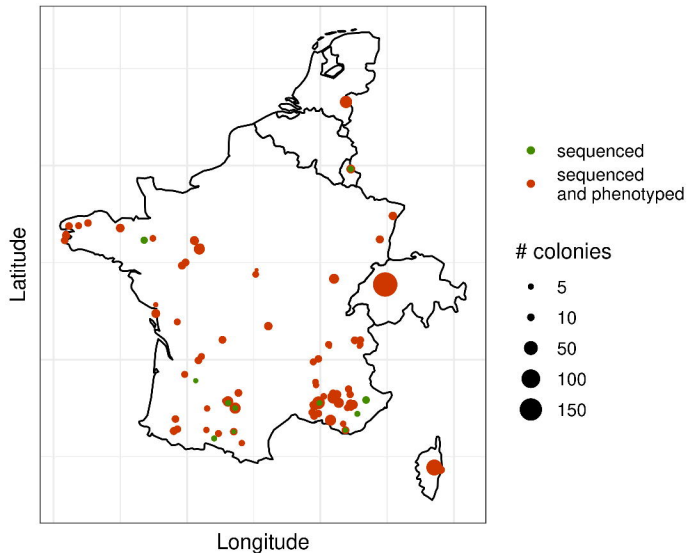 Latitude
Longitude
sequenced
sequenced
and phenotyped
# colonies
5
10
50
100
150